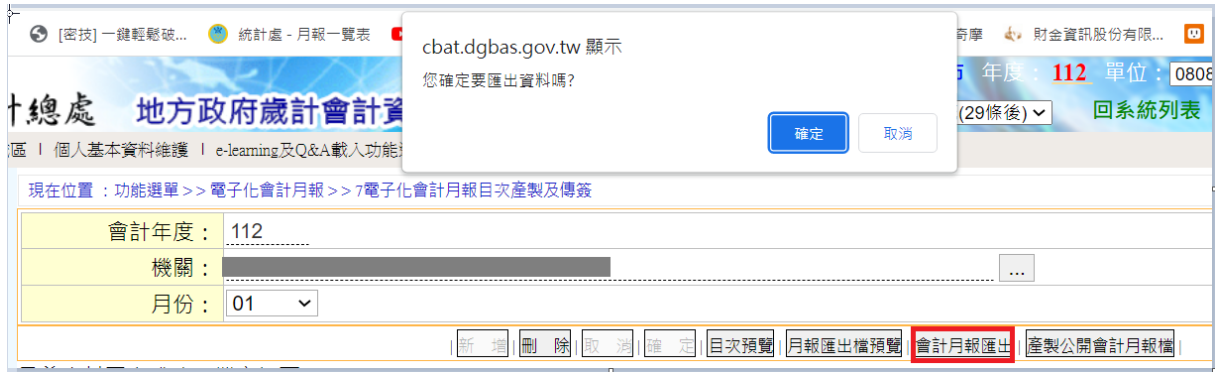 [密技] 一鍵輕鬆破...
統計處 - 月報一覽表
奇摩
財金資訊股份有限...
cbat.dgbas.gov.tw 顯示
您確定要匯出資料嗎?
確定
取消
年度: 112 單位: 0808
總處 地方政府歲計會計資
(29條後)
回系統列表
區 | 個人基本資料維護 | e-learning及Q&A載入功能
現在位置 :功能選單>> 電子化會計月報>> 7電子化會計月報目次產製及傳簽
會計年度: 112
機關: ...
月份: 01
|新 增|刪 除|取 消|確 定|目次預覽|月報匯出檔預覽|會計月報匯出|產製公開會計月報檔|